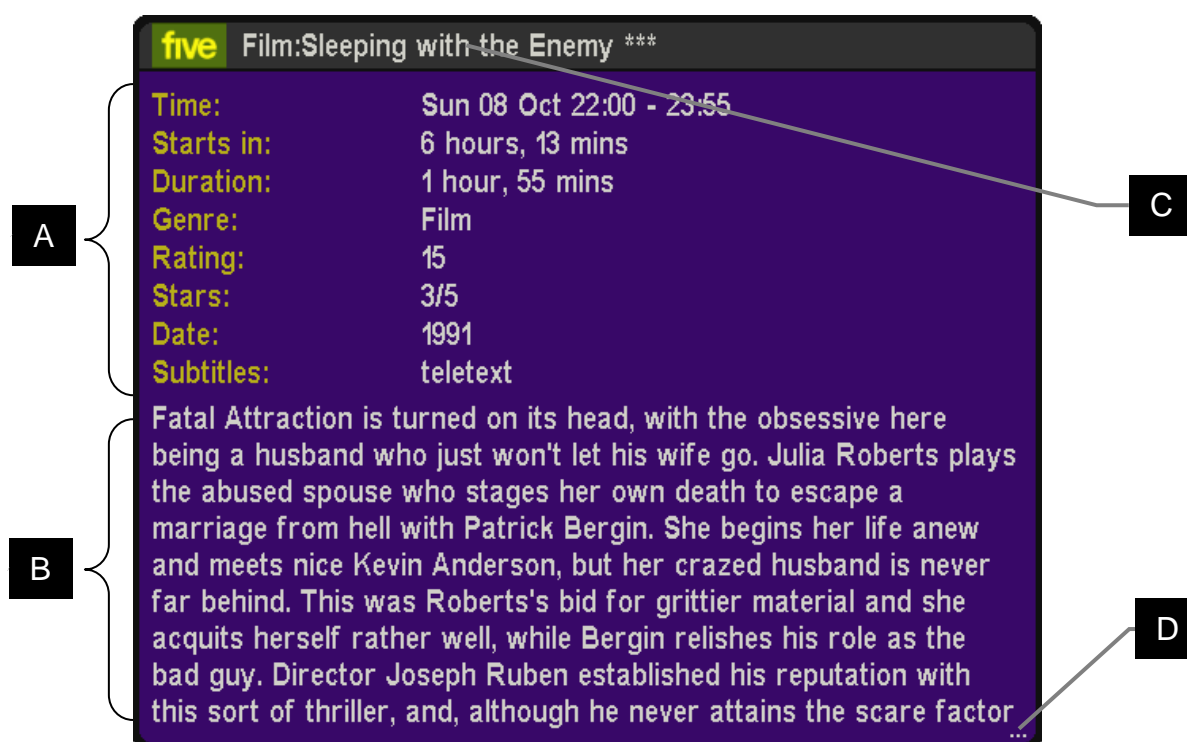 five Film:Sleeping with the Enemy ***
Time: Sun 08 Oct 22:00 - 23:55
Starts in: 6 hours, 13 mins
Duration: 1 hour, 55 mins
Genre: Film
Rating: 15
Stars: 3/5
Date: 1991
Subtitles: teletext
Fatal Attraction is turned on its head, with the obsessive here
being a husband who just won't let his wife go. Julia Roberts plays
the abused spouse who stages her own death to escape a
marriage from hell with Patrick Bergin. She begins her life anew
and meets nice Kevin Anderson, but her crazed husband is never
far behind. This was Roberts's bid for grittier material and she
acquits herself rather well, while Bergin relishes his role as the
bad guy. Director Joseph Ruben established his reputation with
this sort of thriller, and, although he never attains the scare factor
...
A
B
C
D